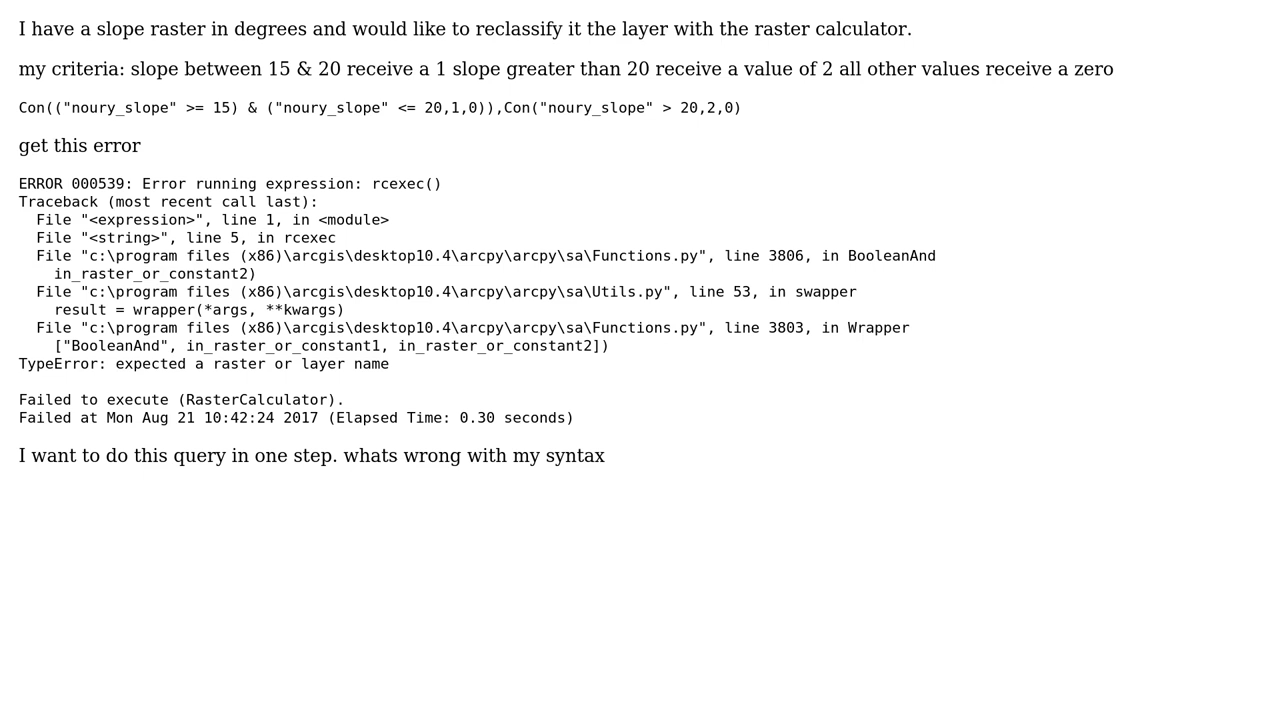 I have a slope raster in degrees and would like to reclassify it the layer with the raster calculator.
my criteria: slope between 15 & 20 receive a 1 slope greater than 20 receive a value of 2 all other values receive a zero
Con(("noury_slope" >= 15) & ("noury_slope" <= 20,1,0)),Con("noury_slope" > 20,2,0)
get this error
ERROR 000539: Error running expression: rcexec()
Traceback (most recent call last):
  File "<expression>", line 1, in <module>
  File "<string>", line 5, in rcexec
  File "c:\program files (x86)\arcgis\desktop10.4\arcpy\arcpy\sa\Functions.py", line 3806, in BooleanAnd
    in_raster_or_constant2)
  File "c:\program files (x86)\arcgis\desktop10.4\arcpy\arcpy\sa\Utils.py", line 53, in swapper
    result = wrapper(*args, **kwargs)
  File "c:\program files (x86)\arcgis\desktop10.4\arcpy\arcpy\sa\Functions.py", line 3803, in Wrapper
    ["BooleanAnd", in_raster_or_constant1, in_raster_or_constant2])
TypeError: expected a raster or layer name
Failed to execute (RasterCalculator).
Failed at Mon Aug 21 10:42:24 2017 (Elapsed Time: 0.30 seconds)
I want to do this query in one step. whats wrong with my syntax